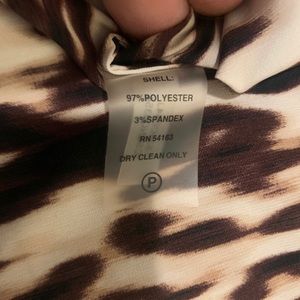 SHELL:
97%POLYESTER
3%SPANDEX
RN 54163
DRY CLEAN ONLY
P